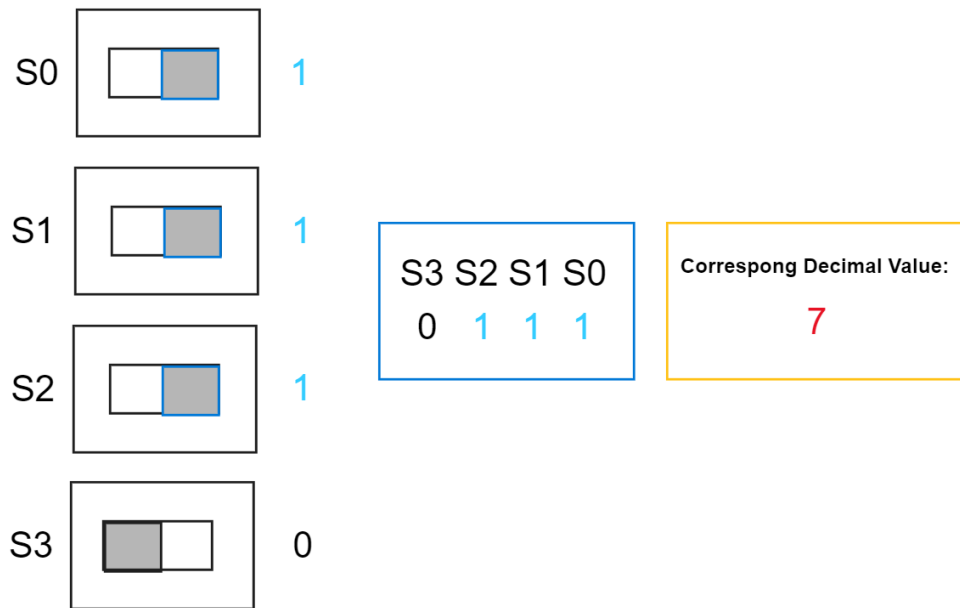 S0 1
S1 1
S2 1
S3 0
S3 S2 S1 S0
0 1 1 1
Correspong Decimal Value:
7